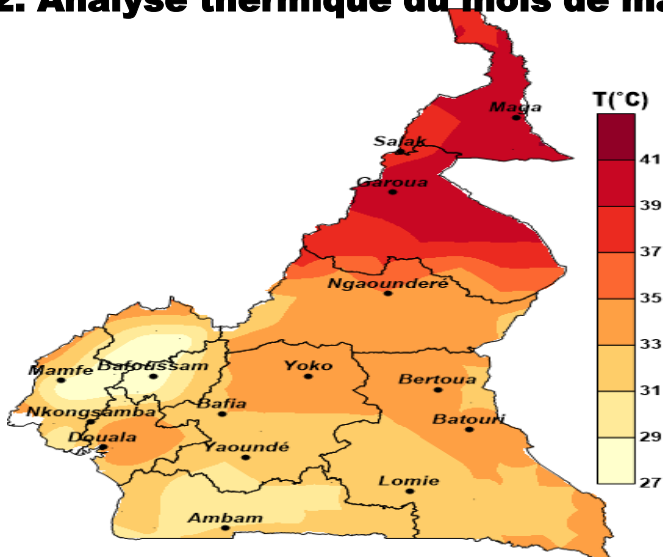 2. Analyse thermique du mois de ma
T(°C)
Maga
41
Salak
39
Garoua
37
Ngaounderé
35
33
Mamfe Bafoussam Yoko
Bertoua
31
Nkongsamba Bafia
Batouri
Douala
29
Yaoundé
Lomie
27
Ambam